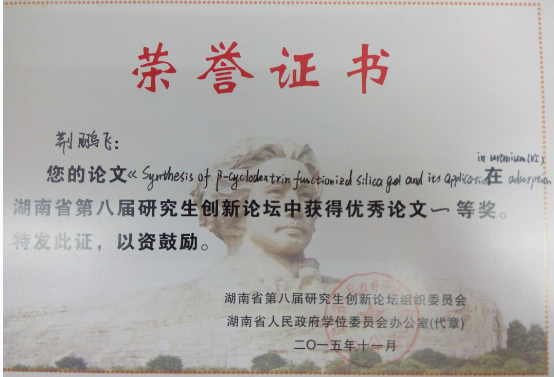 荣誉证书
荆鹏飞：
in uranium(VI)
您的论文《Synthesis of β-cyclodextrin functionized silica gel and its application 在 adsorption
湖南省第八届研究生创新论坛中获得优秀论文一等奖。
特发此证，以资鼓励。
湖南省第八届研究生创新论坛组织委员会
湖南省人民政府学位委员会办公室(代章)
二〇一五年十一月